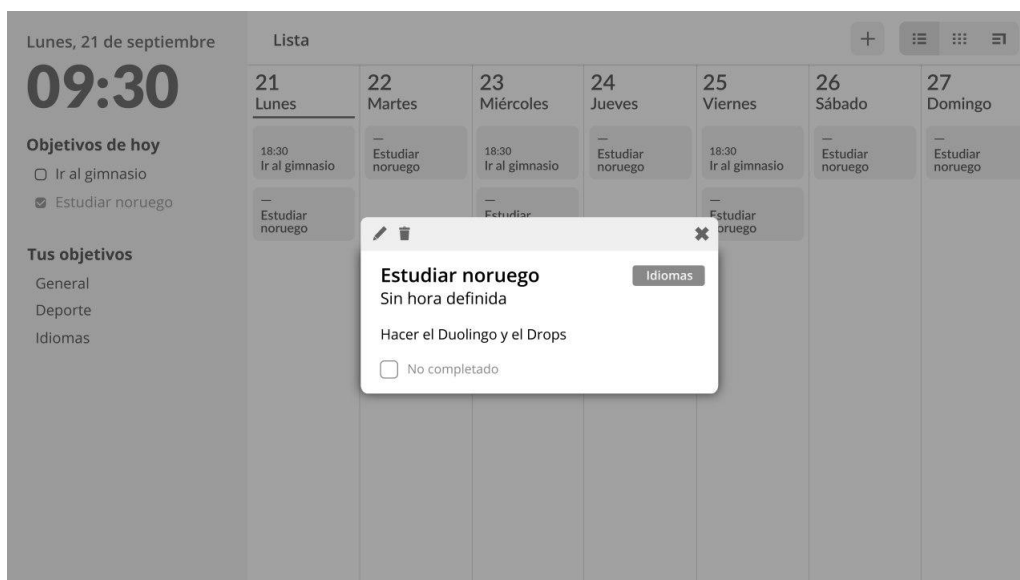 Lunes, 21 de septiembre
09:30
Objetivos de hoy
Ir al gimnasio
Estudiar noruego
Tus objetivos
General
Deporte
Idiomas
Lista
21
Lunes
18:30
Ir al gimnasio
Estudiar
noruego
22
Martes
Estudiar
noruego
23
Miércoles
18:30
Ir al gimnasio
Estudiar
24
Jueves
Estudiar
noruego
25
Viernes
18:30
Ir al gimnasio
Estudiar
noruego
26
Sábado
Estudiar
noruego
27
Domingo
Estudiar
noruego
Estudiar noruego
Idiomas
Sin hora definida
Hacer el Duolingo y el Drops
No completado